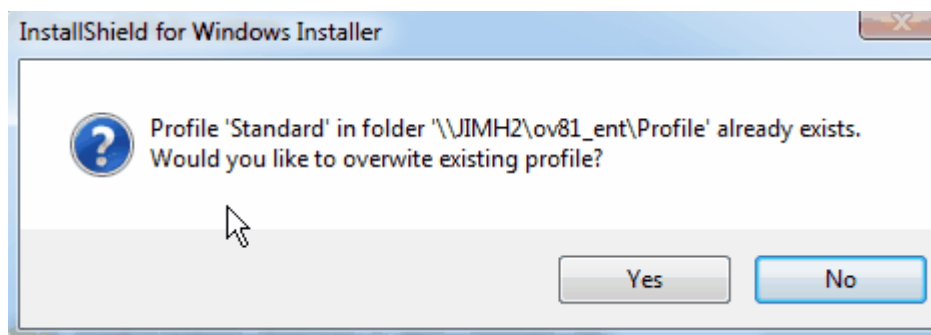 InstallShield for Windows Installer
Profile 'Standard' in folder '\\JIMH2\ov81_ent\Profile' already exists.
Would you like to overwite existing profile?
Yes
No